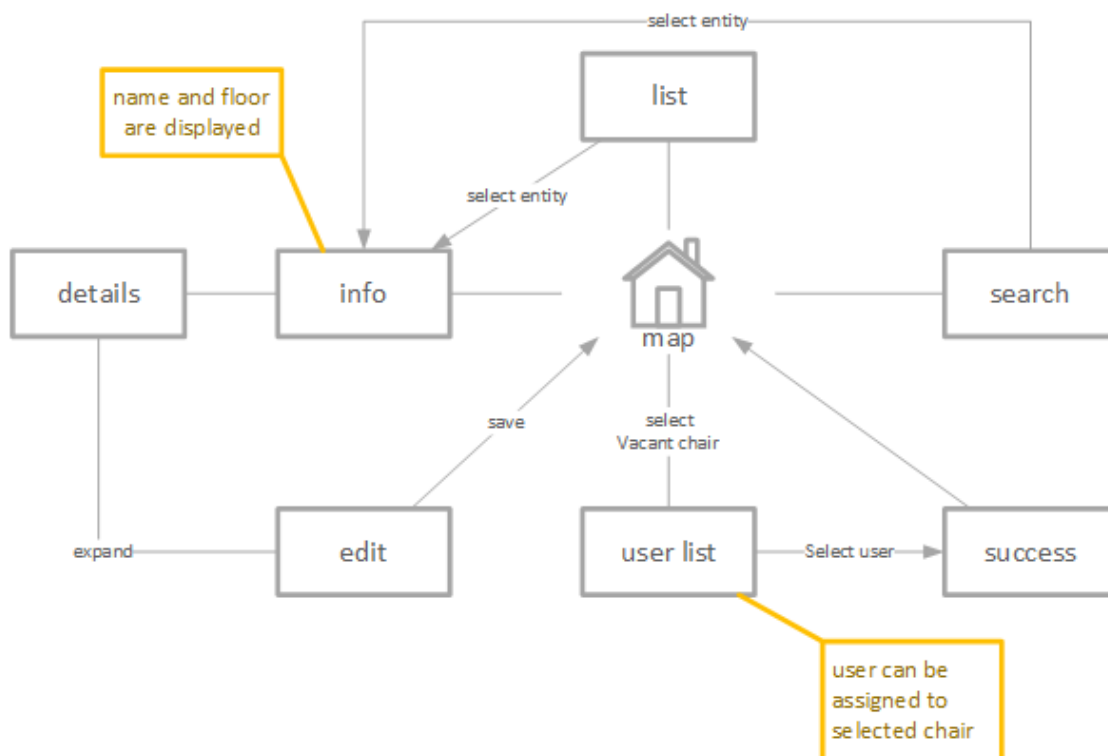 select entity
list
name and floor
are displayed
select entity
details
info
search
map
save
select
Vacant chair
expand
edit
user list
Select user
success
user can be
assigned to
selected chair